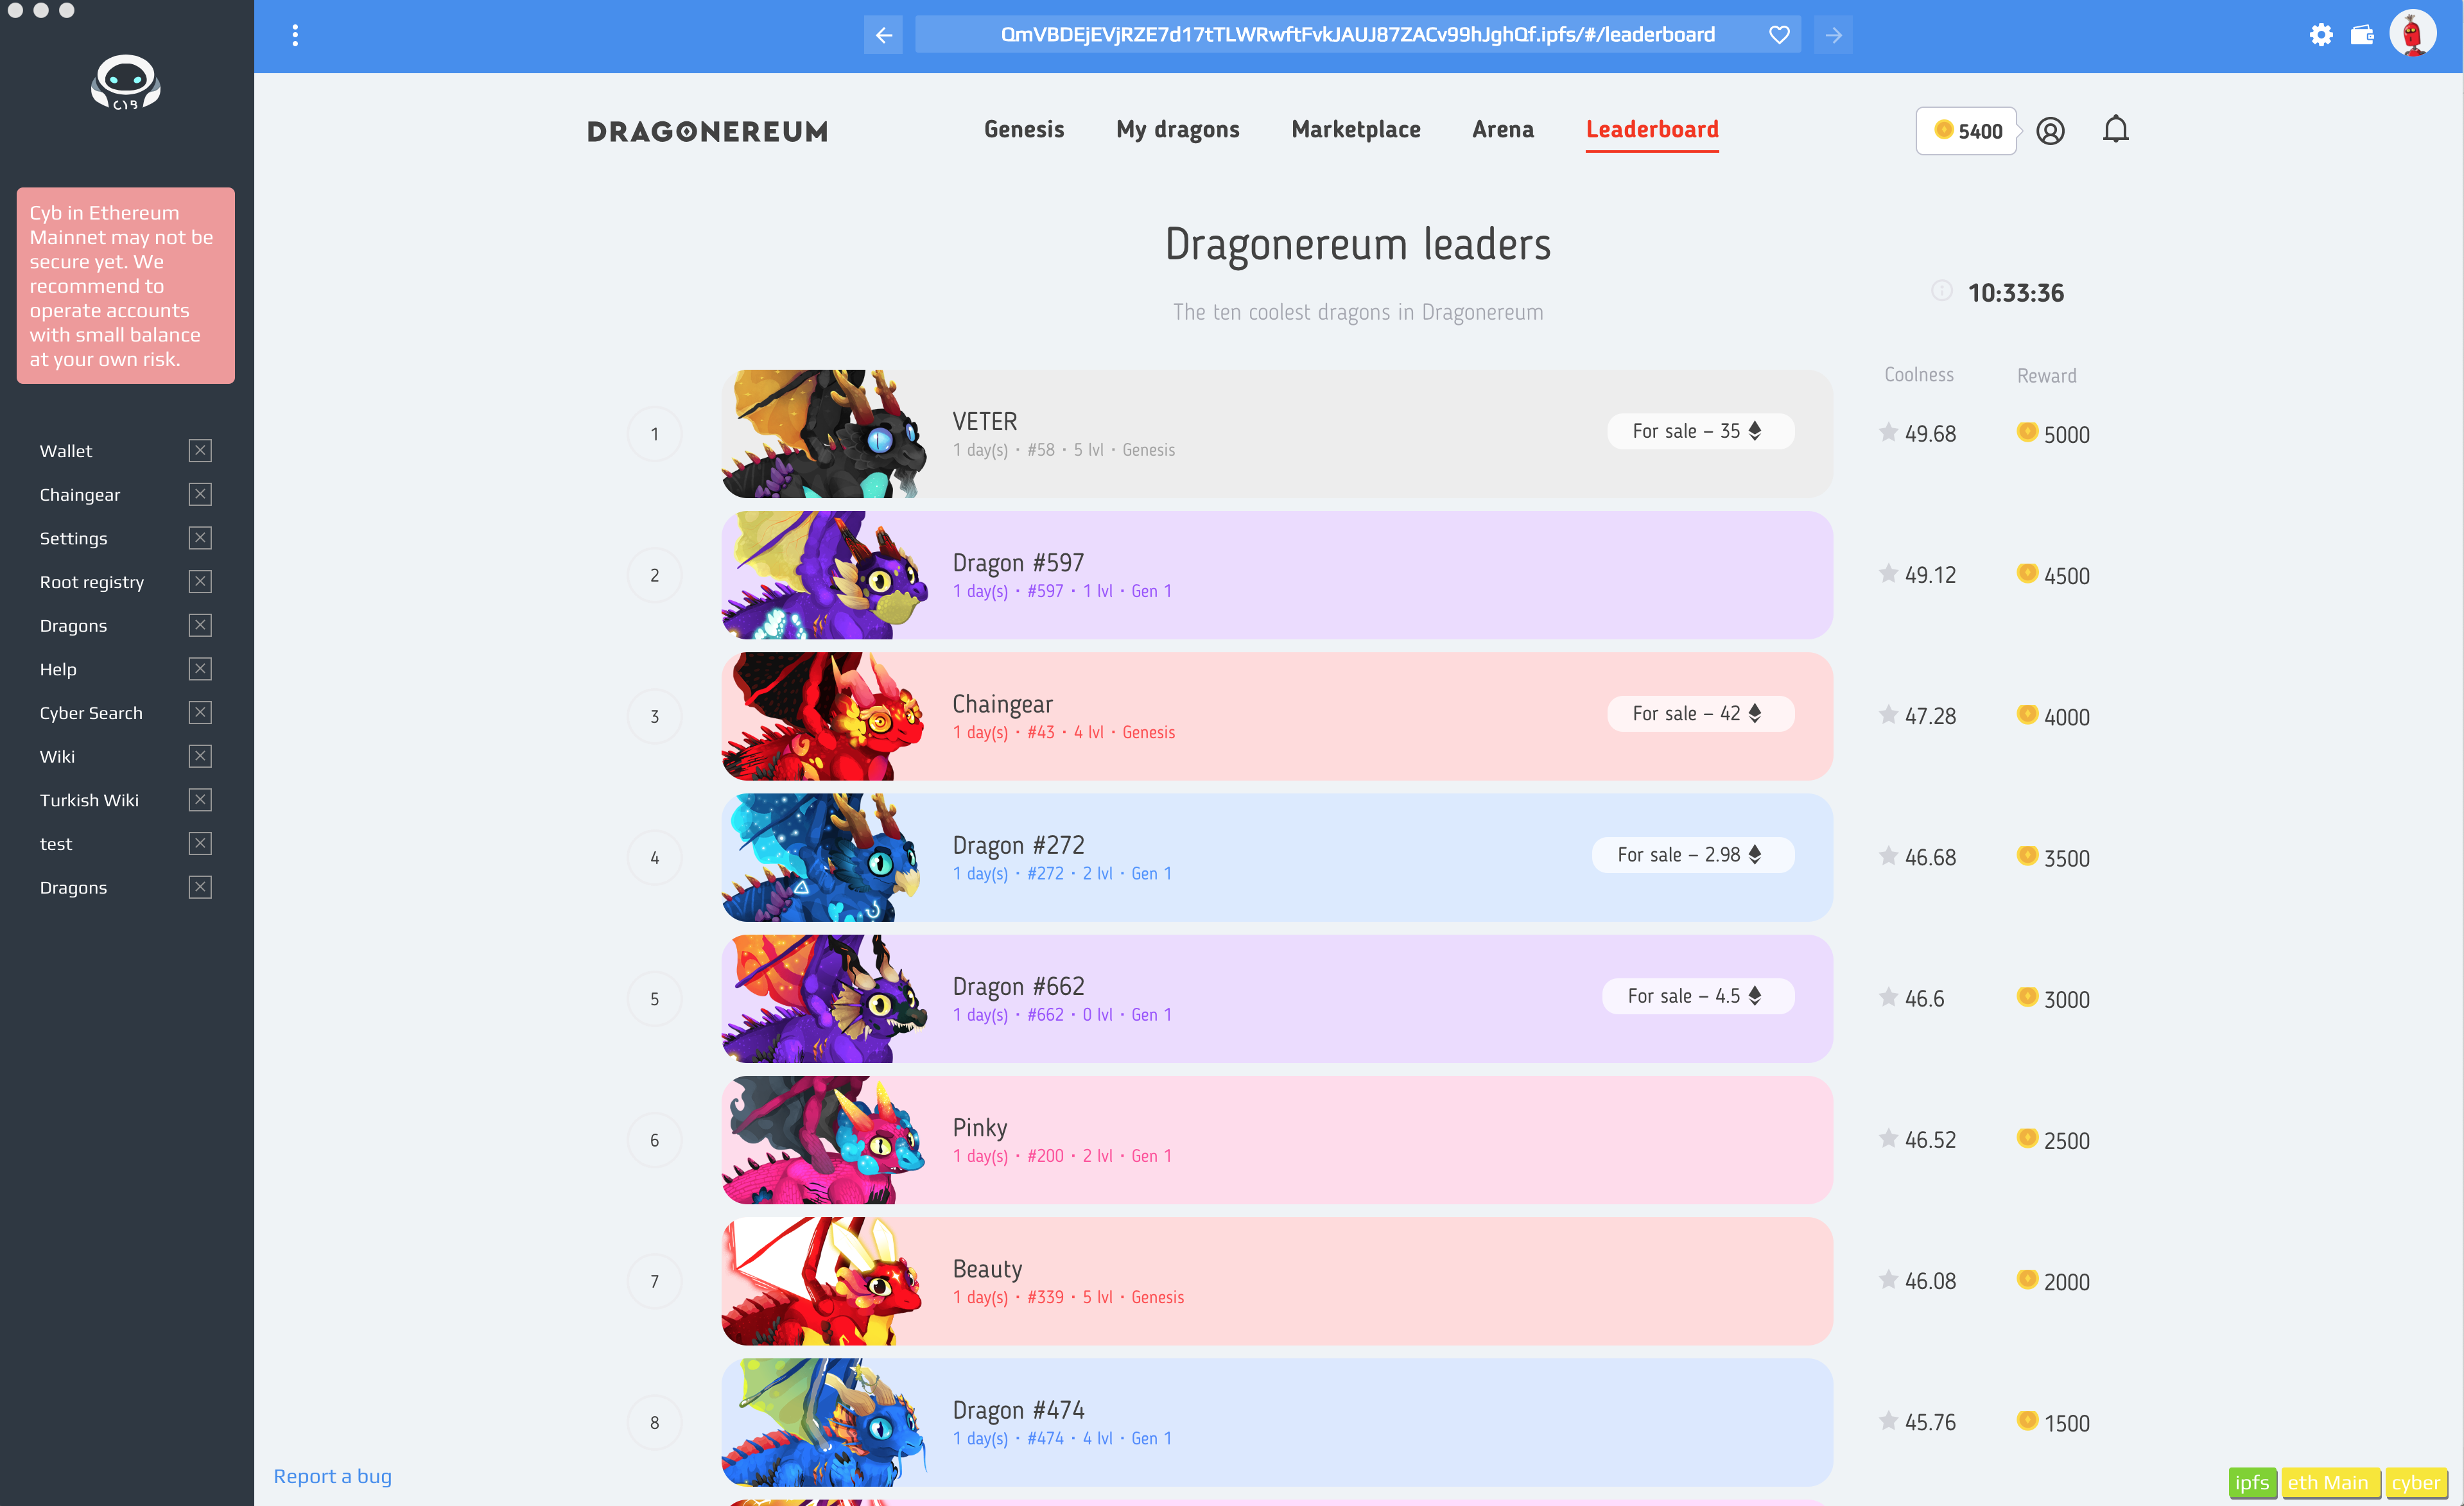 CYB
Cyb in Ethereum
Mainnet may not be
secure yet. We
recommend to
operate accounts
with small balance
at your own risk.
Wallet
Chaingear
Settings
Root registry
Dragons
Help
Cyber Search
Wiki
Turkish Wiki
test
Dragons
QmVBDEjEVjRZE7d17tTLWRwftFvkJAUJ87ZACv99hJghQf.ipfs/#/leaderboard
DRAGONEREUM
Genesis My dragons Marketplace Arena Leaderboard
5400
Dragonereum leaders
The ten coolest dragons in Dragonereum
10:33:36
Coolness Reward
1 VETER For sale – 35 49.68 5000
1 day(s) · #58 · 5 lvl · Genesis
2 Dragon #597 49.12 4500
1 day(s) · #597 · 1 lvl · Gen 1
3 Chaingear For sale – 42 47.28 4000
1 day(s) · #43 · 4 lvl · Genesis
4 Dragon #272 For sale – 2.98 46.68 3500
1 day(s) · #272 · 2 lvl · Gen 1
5 Dragon #662 For sale – 4.5 46.6 3000
1 day(s) · #662 · 0 lvl · Gen 1
6 Pinky 46.52 2500
1 day(s) · #200 · 2 lvl · Gen 1
7 Beauty 46.08 2000
1 day(s) · #339 · 5 lvl · Genesis
8 Dragon #474 45.76 1500
1 day(s) · #474 · 4 lvl · Gen 1
Report a bug
ipfs eth Main cyber